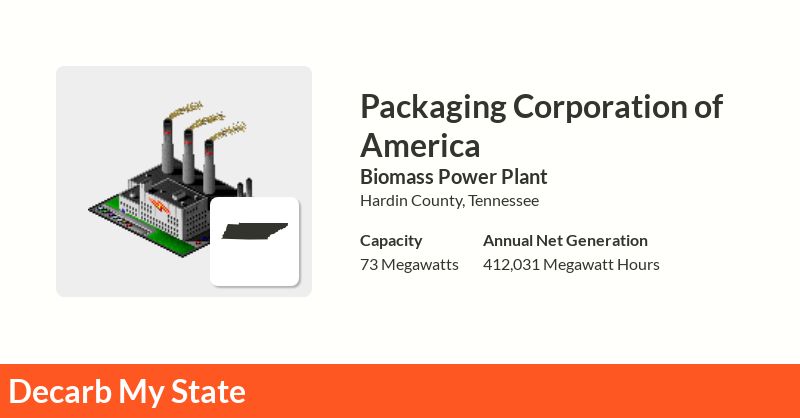 Packaging Corporation of
America
Biomass Power Plant
Hardin County, Tennessee
Capacity
Annual Net Generation
73 Megawatts
412,031 Megawatt Hours
Decarb My State